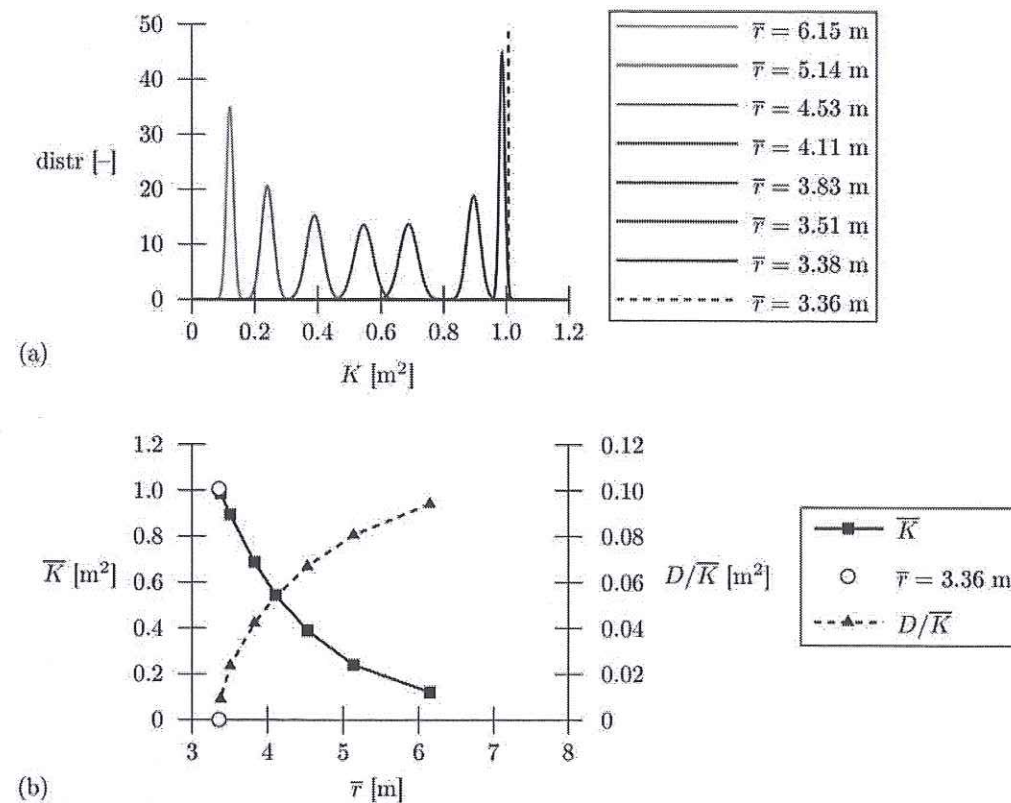 50
40
30
20
10
0
distr [–]
0 0.2 0.4 0.6 0.8 1.0 1.2
K [m²]
(a)
r̅ = 6.15 m
r̅ = 5.14 m
r̅ = 4.53 m
r̅ = 4.11 m
r̅ = 3.83 m
r̅ = 3.51 m
r̅ = 3.38 m
r̅ = 3.36 m
1.2
1.0
0.8
0.6
0.4
0.2
0
K̅ [m²]
0.12
0.10
0.08
0.06
0.04
0.02
0
D/K̅ [m²]
3 4 5 6 7 8
r̅ [m]
(b)
K̅
r̅ = 3.36 m
D/K̅